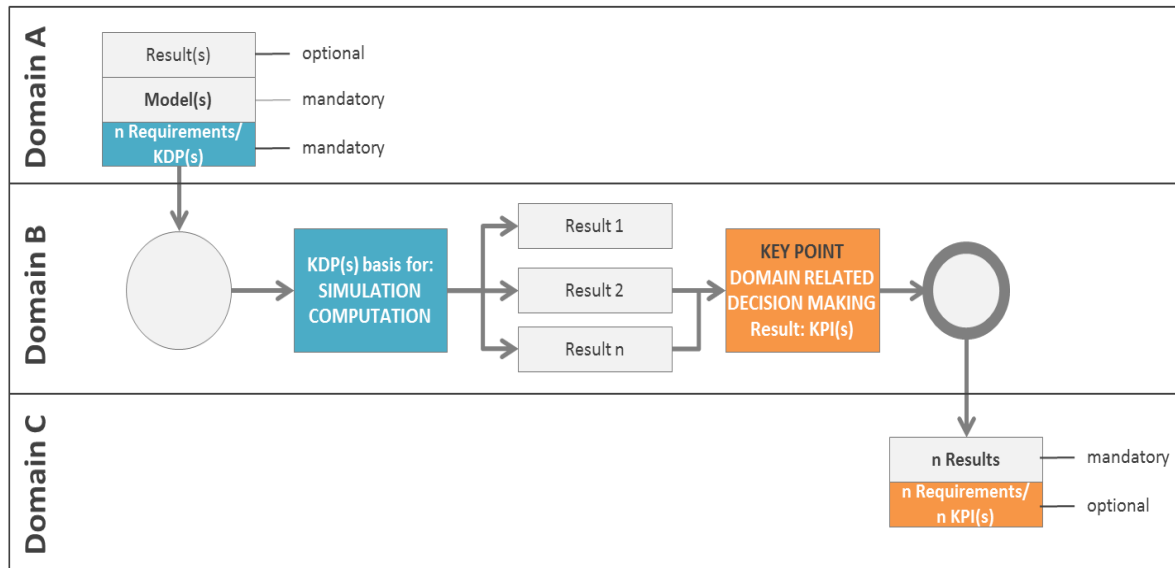 Domain A
Result(s)
optional
Model(s)
mandatory
n Requirements/
KDP(s)
mandatory
Domain B
KDP(s) basis for:
SIMULATION
COMPUTATION
Result 1
Result 2
Result n
KEY POINT
DOMAIN RELATED
DECISION MAKING
Result: KPI(s)
Domain C
n Results
mandatory
n Requirements/
n KPI(s)
optional